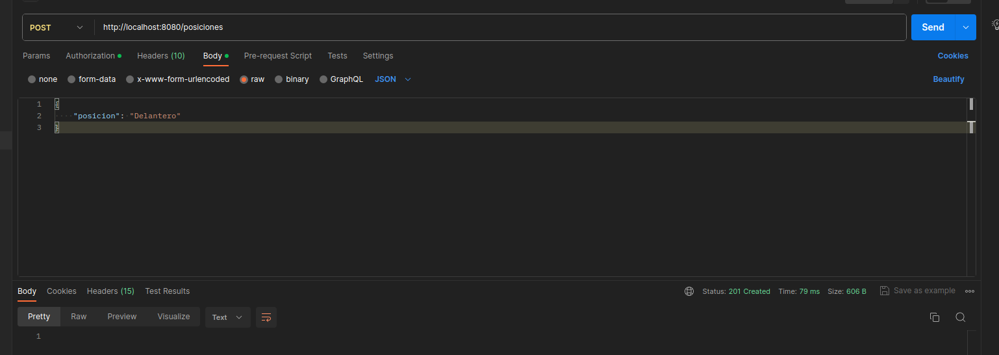 POST http://localhost:8080/posiciones Send
Params Authorization Headers (10) Body Pre-request Script Tests Settings Cookies
none form-data x-www-form-urlencoded raw binary GraphQL JSON Beautify
1 {
2 "posicion": "Delantero"
3 }
Body Cookies Headers (15) Test Results Status: 201 Created Time: 79 ms Size: 606 B Save as example
Pretty Raw Preview Visualize Text
1